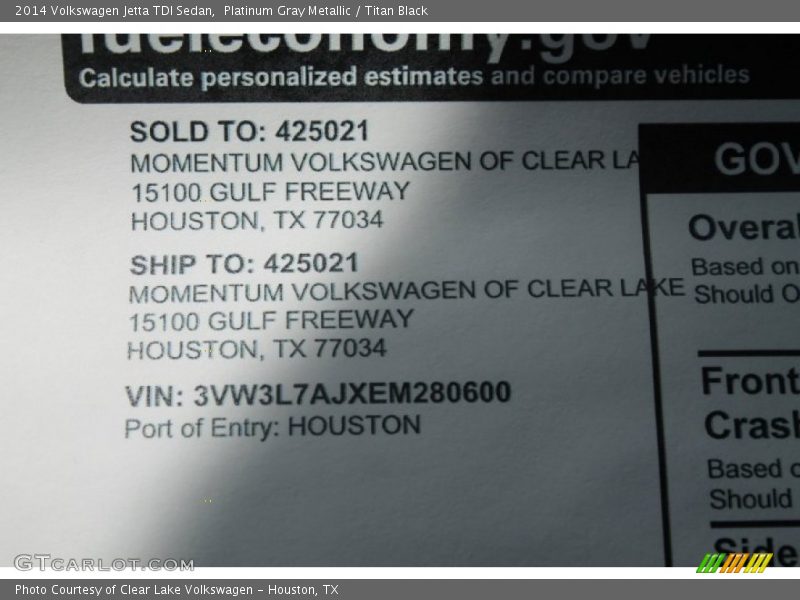 2014 Volkswagen Jetta TDI Sedan,  Platinum Gray Metallic / Titan Black
fueleconomy.gov
Calculate personalized estimates and compare vehicles
SOLD TO: 425021
MOMENTUM VOLKSWAGEN OF CLEAR LA
15100 GULF FREEWAY
HOUSTON, TX 77034
SHIP TO: 425021
MOMENTUM VOLKSWAGEN OF CLEAR LAKE
15100 GULF FREEWAY
HOUSTON, TX 77034
VIN: 3VW3L7AJXEM280600
Port of Entry: HOUSTON
GOV
Overal
Based on
Should O
Front
Crash
Based o
Should
Side
GTCARLOT.COM
Photo Courtesy of Clear Lake Volkswagen - Houston, TX